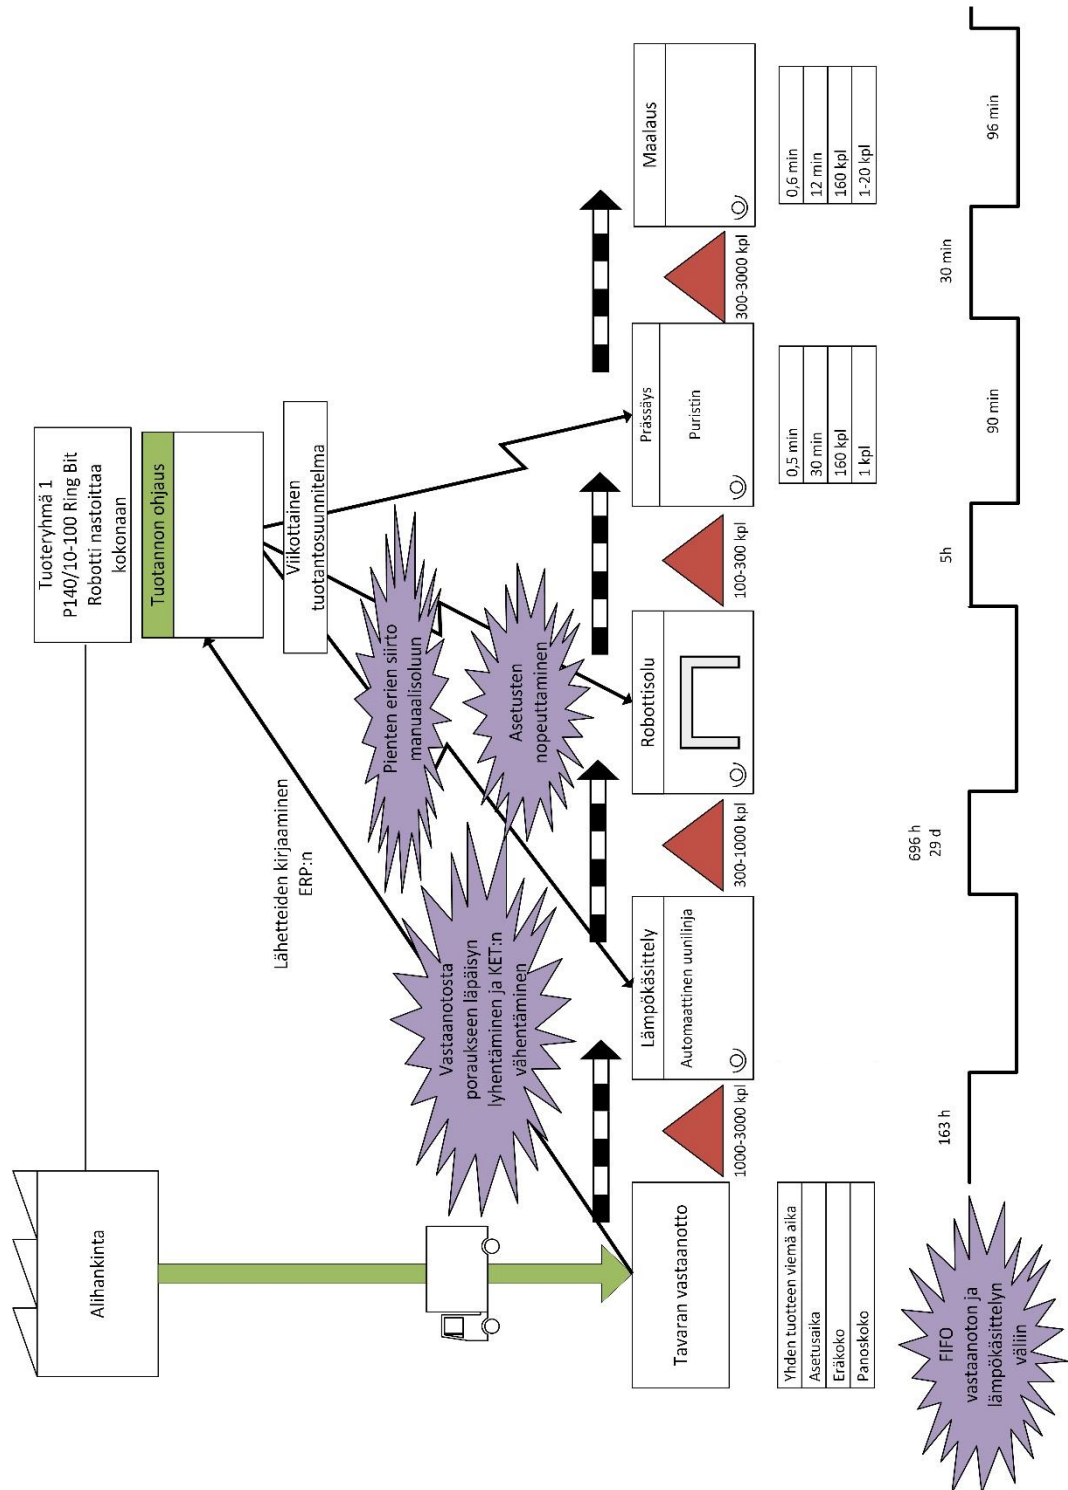 Alihankinta
Tuoteryhmä 1
P140/10-100 Ring Bit
Robotti nastoittaa
kokonaan
Tuotannon ohjaus
Viikottainen
tuotantosuunnitelma
Lähetteiden kirjaaminen
ERP:n
Vastaanotosta
poraukseen läpäisyn
lyhentäminen ja KET:n
vähentäminen
Pienten erien siirto
manuaalisoluun
Asetusten
nopeuttaminen
Tavaran vastaanotto
1000-3000 kpl
Lämpökäsittely
Automaattinen uunilinja
300-1000 kpl
Robottisolu
100-300 kpl
Prässäys
Puristin
300-3000 kpl
Maalaus
Yhden tuotteen viemä aika
Asetusaika
Eräkoko
Panoskoko
0,5 min
30 min
160 kpl
1 kpl
0,6 min
12 min
160 kpl
1-20 kpl
FIFO
vastaanoton ja
lämpökäsittelyn
väliin
163 h
696 h
29 d
5h
90 min
30 min
96 min